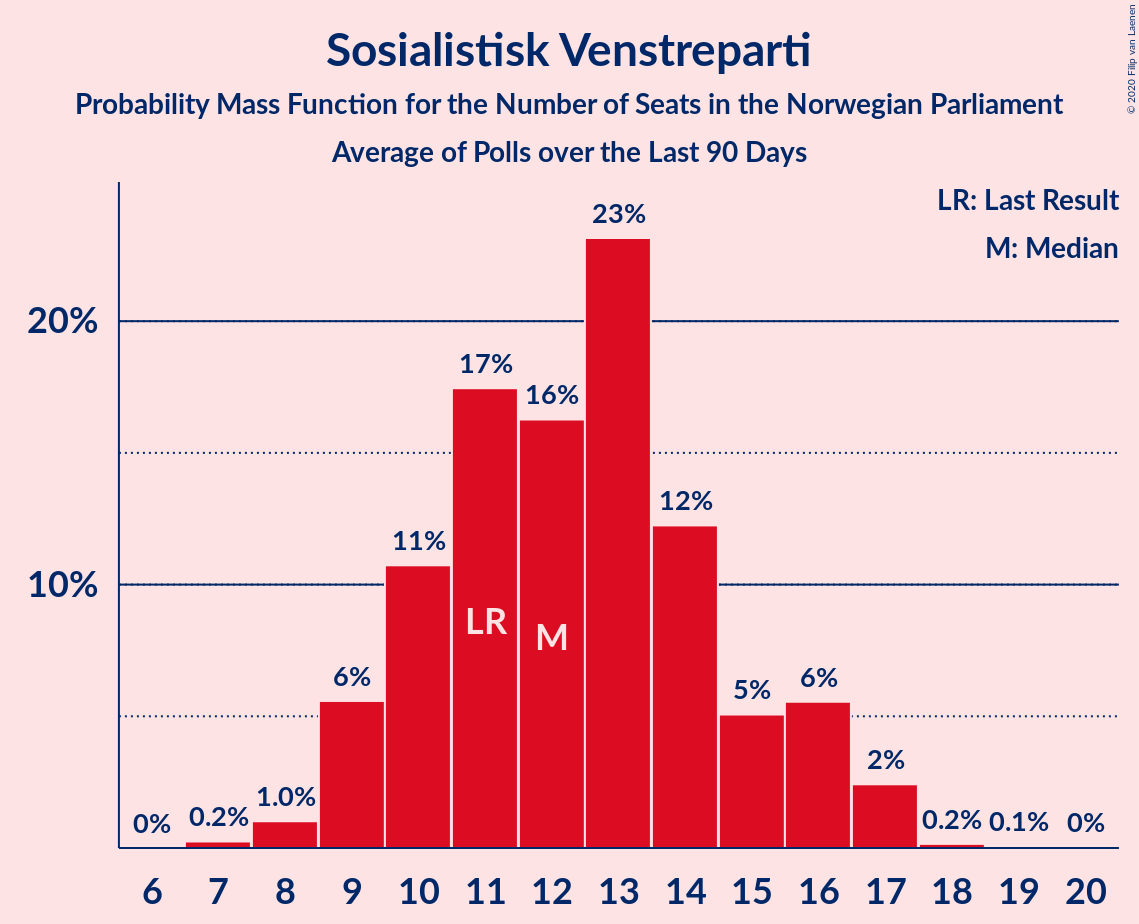 © 2020 Filip van Laenen
Sosialistisk Venstreparti
Probability Mass Function for the Number of Seats in the Norwegian Parliament
Average of Polls over the Last 90 Days
LR: Last Result
M: Median
23%
20%
17%
16%
12%
11%
10%
LR
M
6%
5%
6%
2%
0%
0.2%
1.0%
0.2%
0.1%
0%
6 7 8 9 10 11 12 13 14 15 16 17 18 19 20